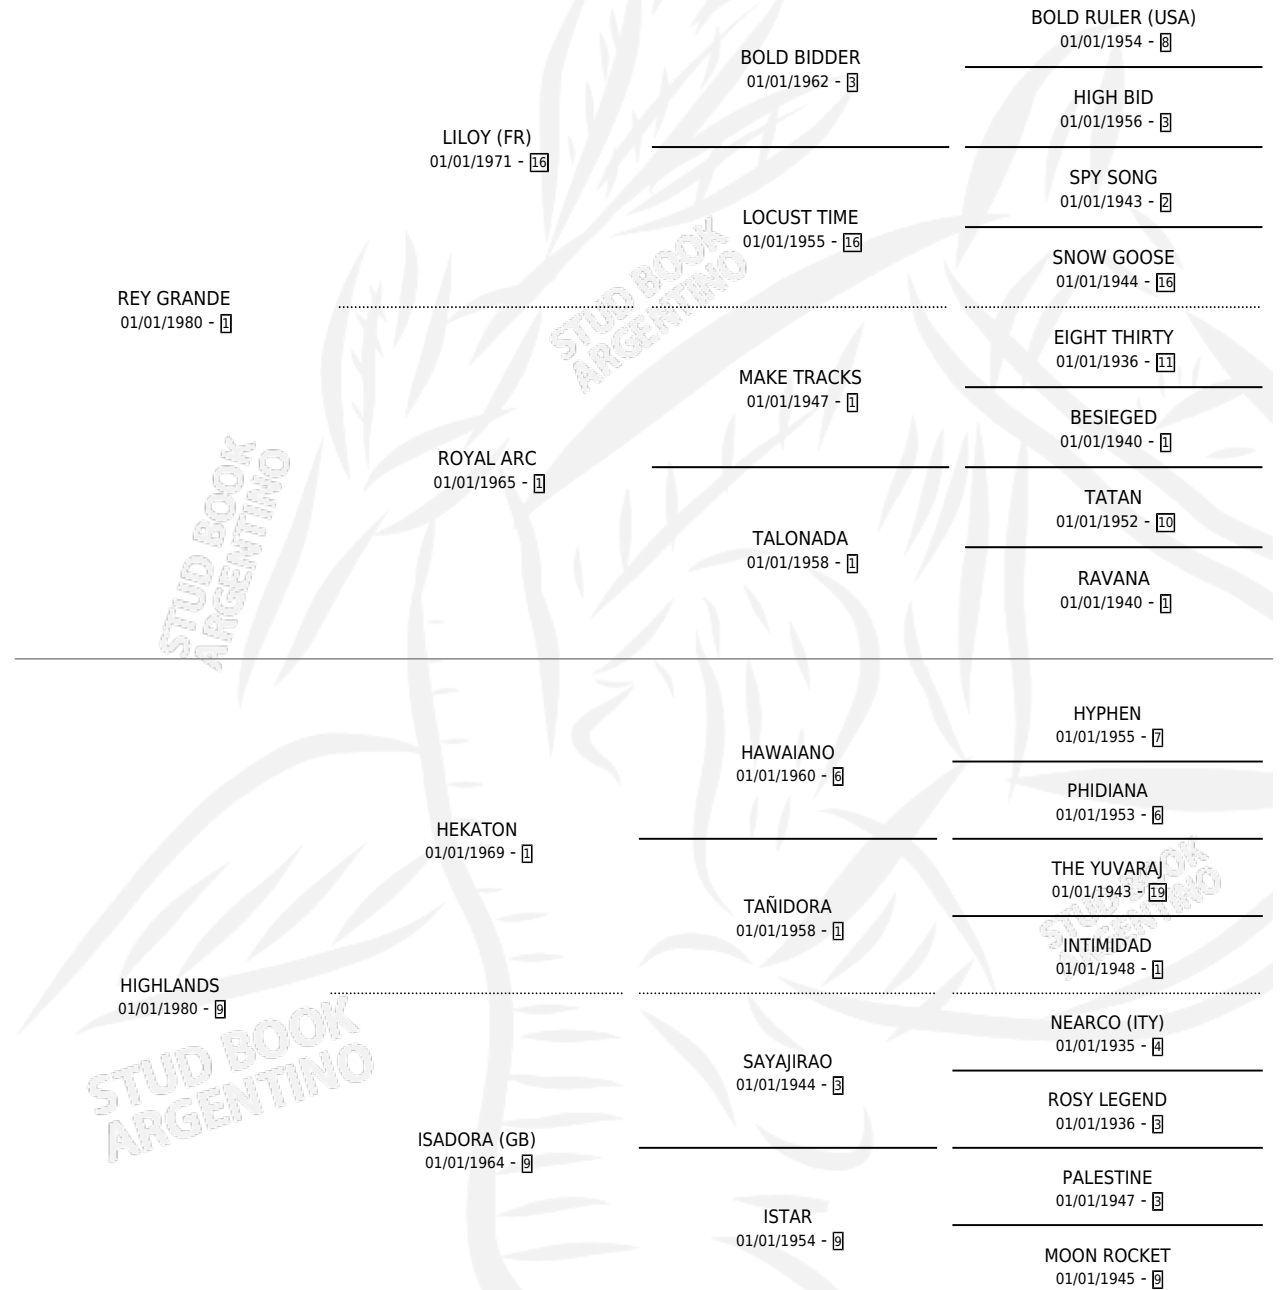 BOLD RULER (USA)
01/01/1954 - 8
BOLD BIDDER
01/01/1962 - 3
HIGH BID
01/01/1956 - 3
LILOY (FR)
01/01/1971 - 16
SPY SONG
01/01/1943 - 2
LOCUST TIME
01/01/1955 - 16
SNOW GOOSE
01/01/1944 - 16
REY GRANDE
01/01/1980 - 1
STUD BOOK
ARGENTINO
EIGHT THIRTY
01/01/1936 - 11
MAKE TRACKS
01/01/1947 - 1
BESIEGED
01/01/1940 - 1
ROYAL ARC
01/01/1965 - 1
TATAN
01/01/1952 - 10
TALONADA
01/01/1958 - 1
RAVANA
01/01/1940 - 1
STUD BOOK
ARGENTINO
HYPHEN
01/01/1955 - 7
HAWAIANO
01/01/1960 - 6
PHIDIANA
01/01/1953 - 6
HEKATON
01/01/1969 - 1
THE YUVARAJ
01/01/1943 - 19
TAÑIDORA
01/01/1958 - 1
INTIMIDAD
01/01/1948 - 1
STUD BOOK
ARGENTINO
HIGHLANDS
01/01/1980 - 9
NEARCO (ITY)
01/01/1935 - 4
SAYAJIRAO
01/01/1944 - 3
ROSY LEGEND
01/01/1936 - 3
STUD BOOK
ARGENTINO
ISADORA (GB)
01/01/1964 - 9
PALESTINE
01/01/1947 - 3
ISTAR
01/01/1954 - 9
MOON ROCKET
01/01/1945 - 9